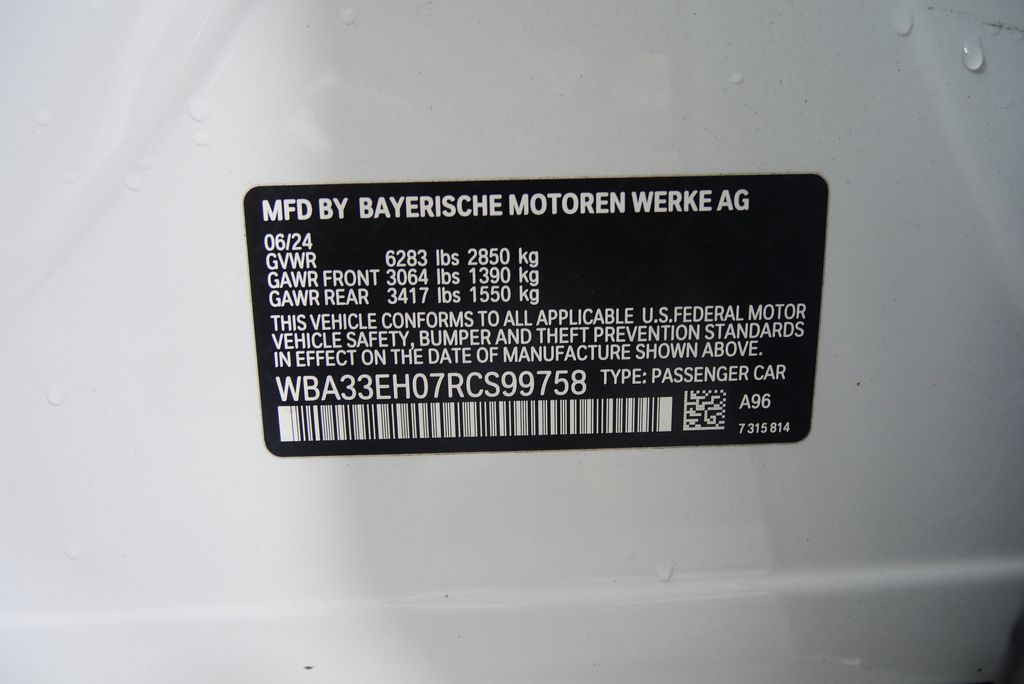 MFD BY BAYERISCHE MOTOREN WERKE AG
06/24
GVWR 6283 lbs 2850 kg
GAWR FRONT 3064 lbs 1390 kg
GAWR REAR 3417 lbs 1550 kg
THIS VEHICLE CONFORMS TO ALL APPLICABLE U.S.FEDERAL MOTOR
VEHICLE SAFETY, BUMPER AND THEFT PREVENTION STANDARDS
IN EFFECT ON THE DATE OF MANUFACTURE SHOWN ABOVE.
WBA33EH07RCS99758 TYPE: PASSENGER CAR
A96
7 315 814